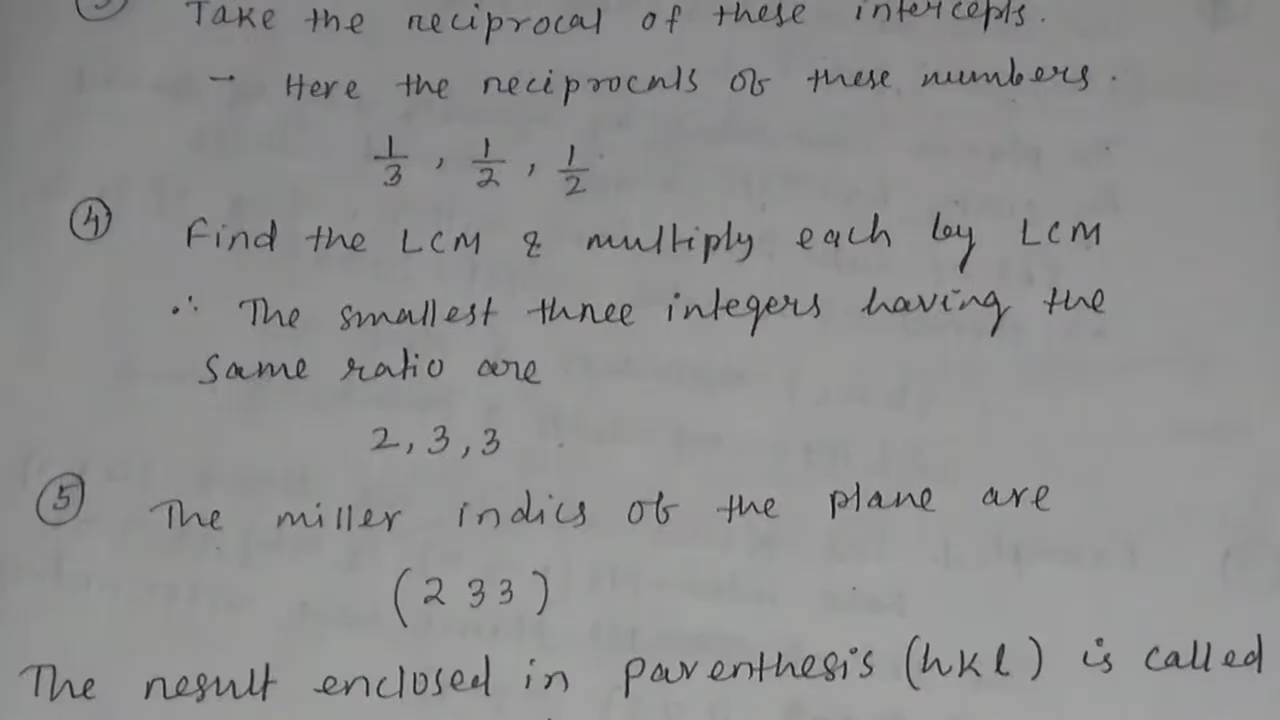 ③ Take the reciprocal of these intercepts.
→ Here the reciprocals of these numbers.
1/3, 1/2, 1/2
④ Find the LCM & multiply each by LCM
∴ The smallest three integers having the
same ratio are
2, 3, 3
⑤ The miller indics of the plane are
(2 3 3)
The result enclosed in parenthesis (hkl) is called